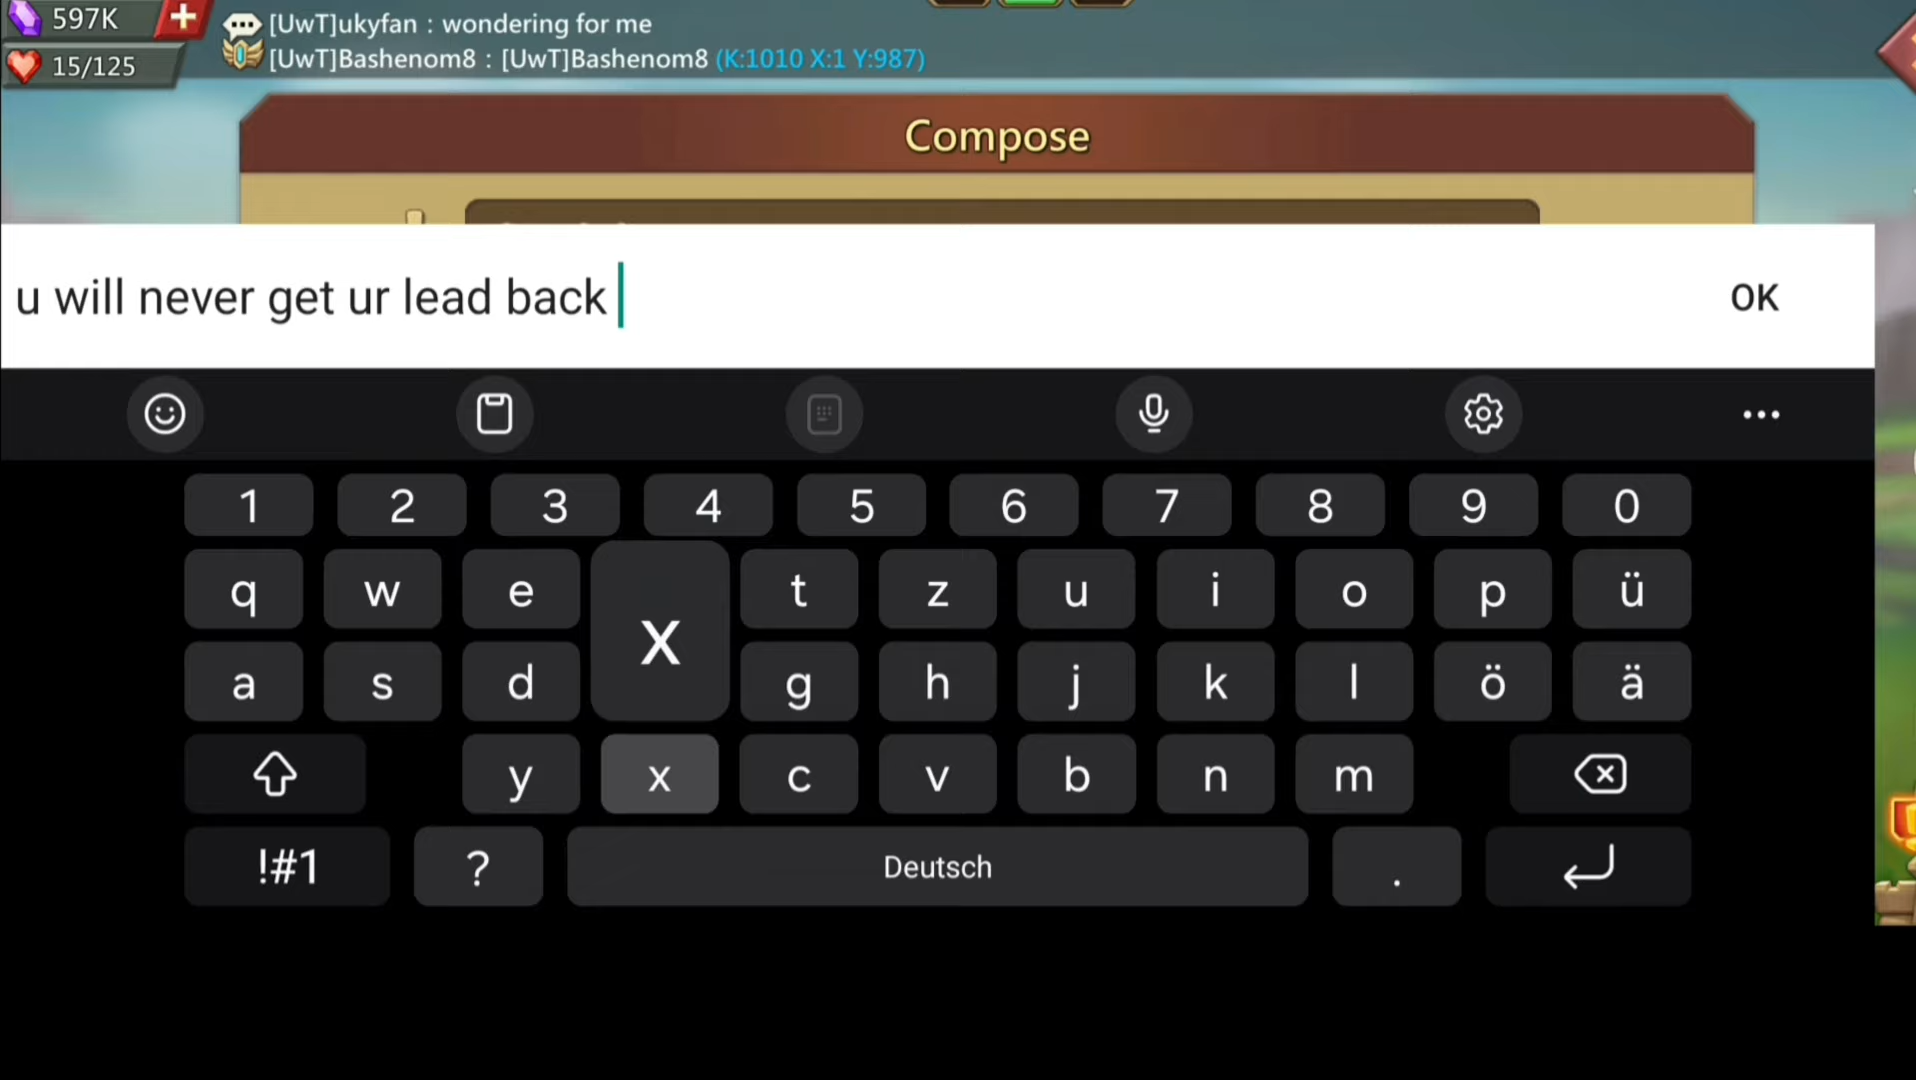 597K
[UwT]ukyfan : wondering for me
15/125
[UwT]Bashenom8 : [UwT]Bashenom8 (K:1010 X:1 Y:987)
Compose
u will never get ur lead back
OK
1 2 3 4 5 6 7 8 9 0
q w e x t z u i o p ü
a s d g h j k l ö ä
y x c v b n m
!#1 ? Deutsch .